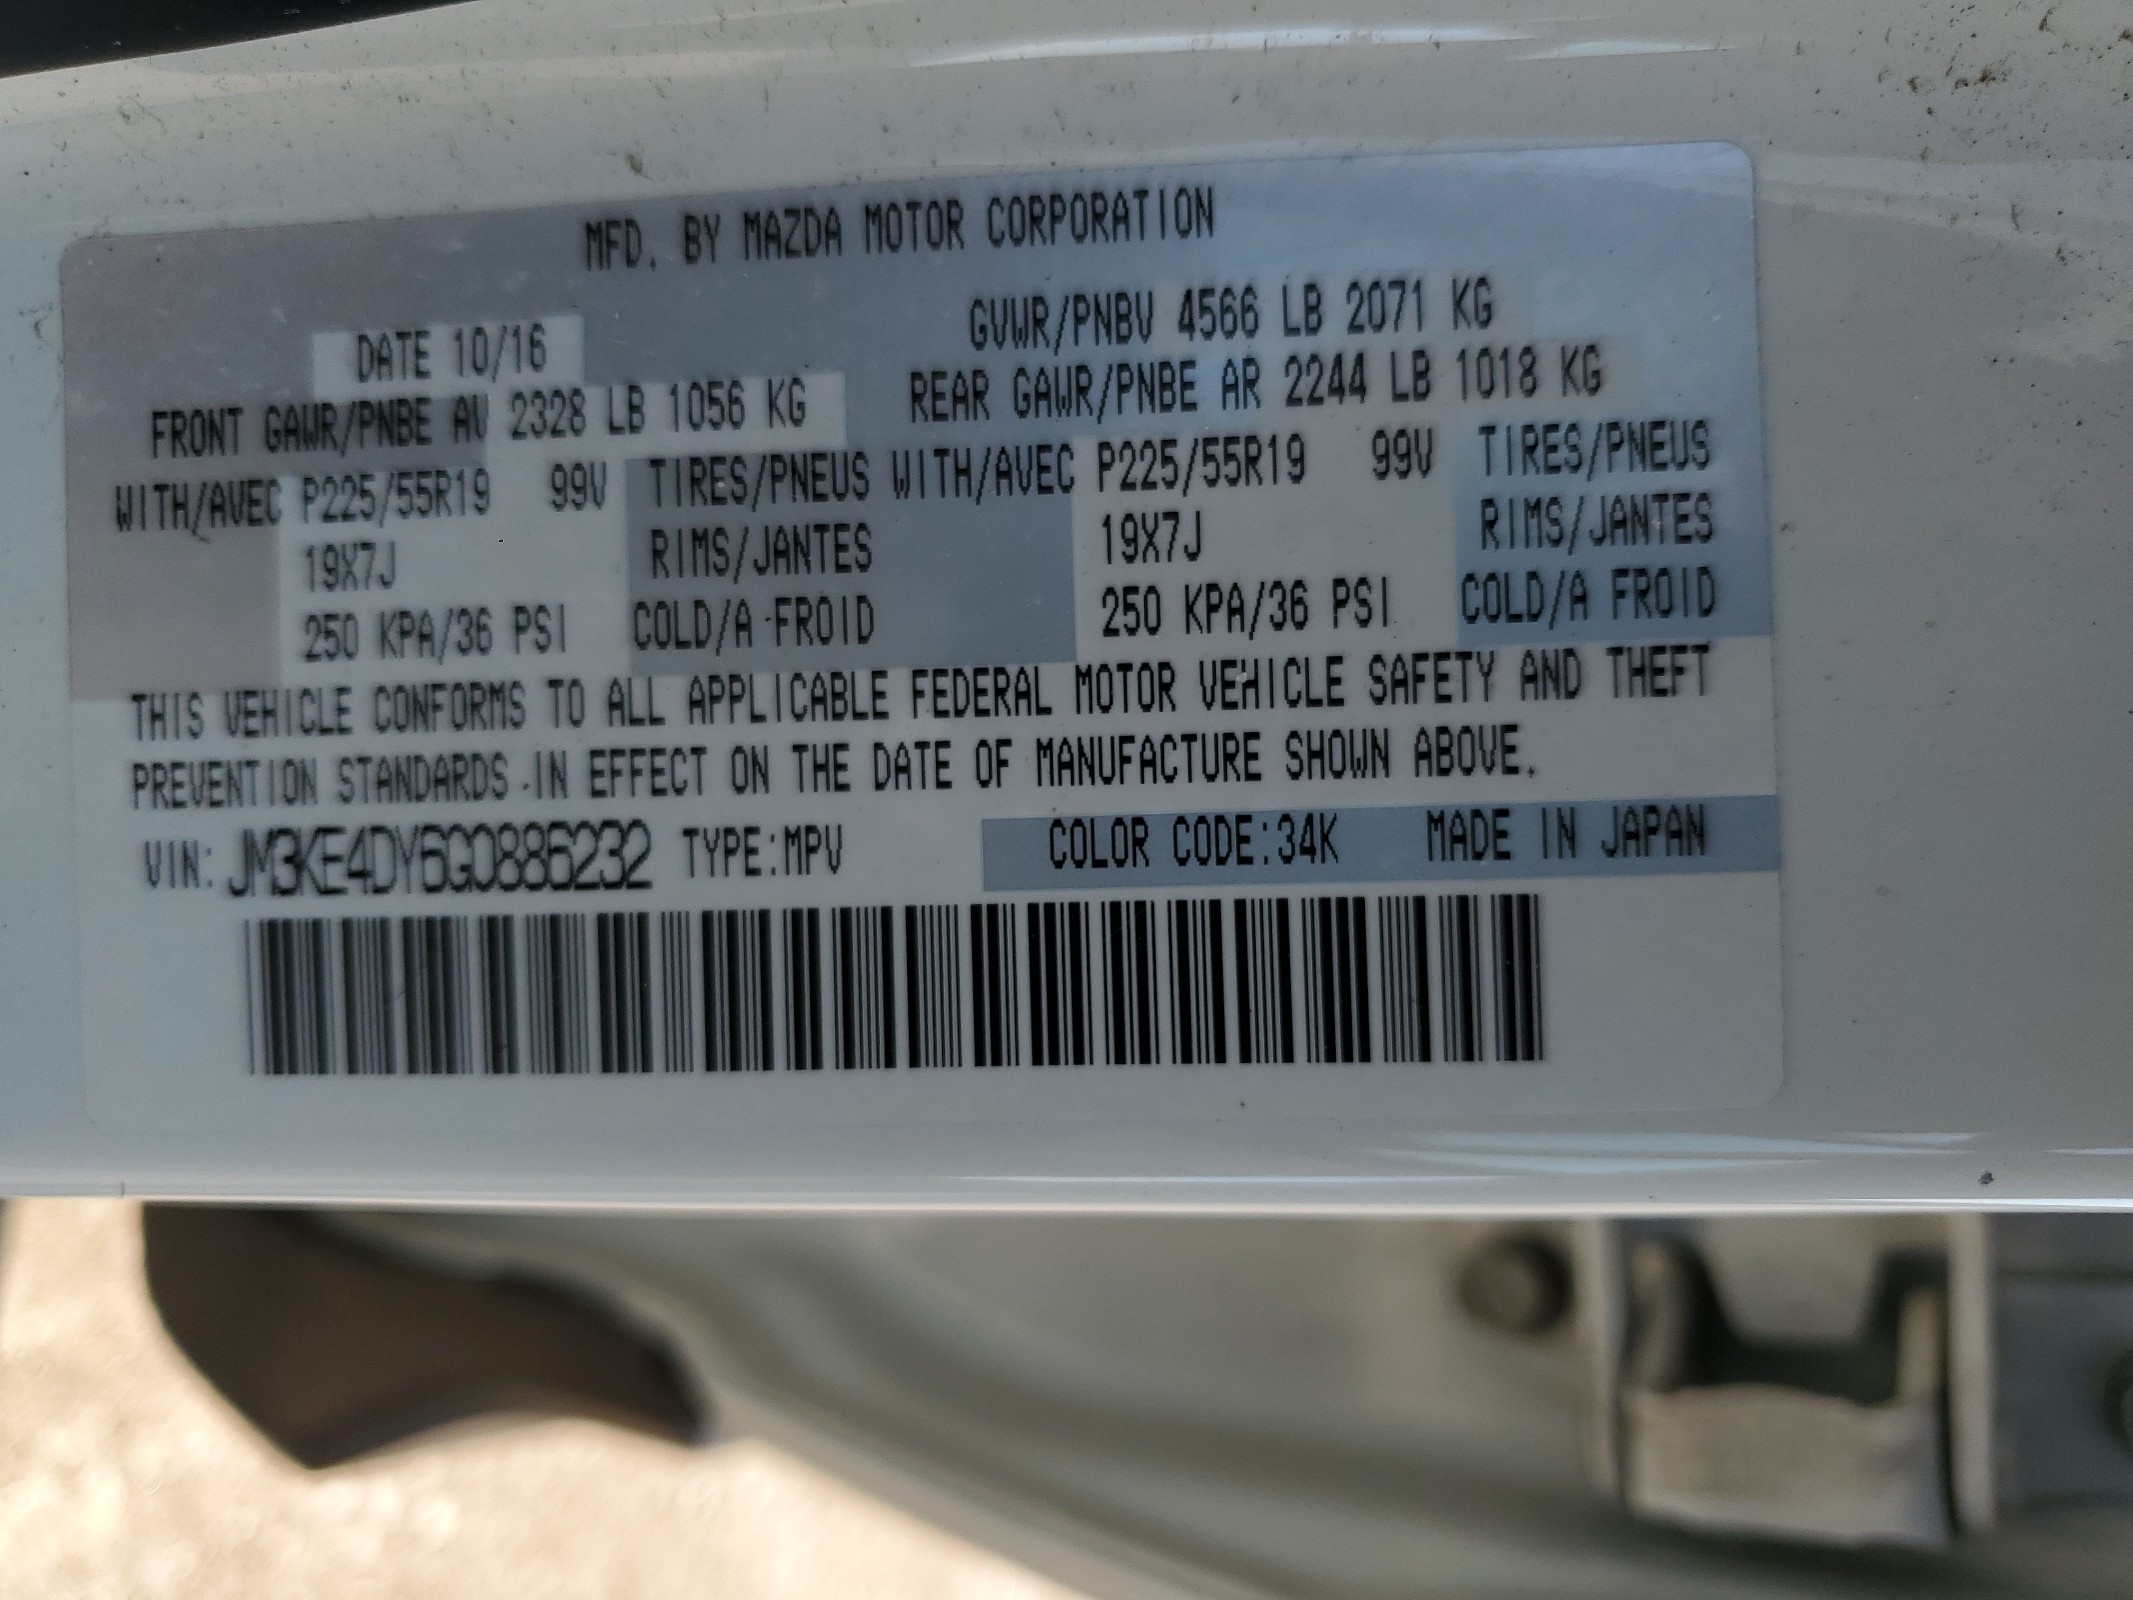 MFD. BY MAZDA MOTOR CORPORATION
DATE 10/16 GVWR/PNBV 4566 LB 2071 KG
FRONT GAWR/PNBE AV 2328 LB 1056 KG REAR GAWR/PNBE AR 2244 LB 1018 KG
WITH/AVEC P225/55R19 99V TIRES/PNEUS WITH/AVEC P225/55R19 99V TIRES/PNEUS
19X7J RIMS/JANTES 19X7J RIMS/JANTES
250 KPA/36 PSI COLD/A FROID 250 KPA/36 PSI COLD/A FROID
THIS VEHICLE CONFORMS TO ALL APPLICABLE FEDERAL MOTOR VEHICLE SAFETY AND THEFT
PREVENTION STANDARDS IN EFFECT ON THE DATE OF MANUFACTURE SHOWN ABOVE.
VIN: JM3KE4DY6G0886232 TYPE:MPV COLOR CODE:34K MADE IN JAPAN